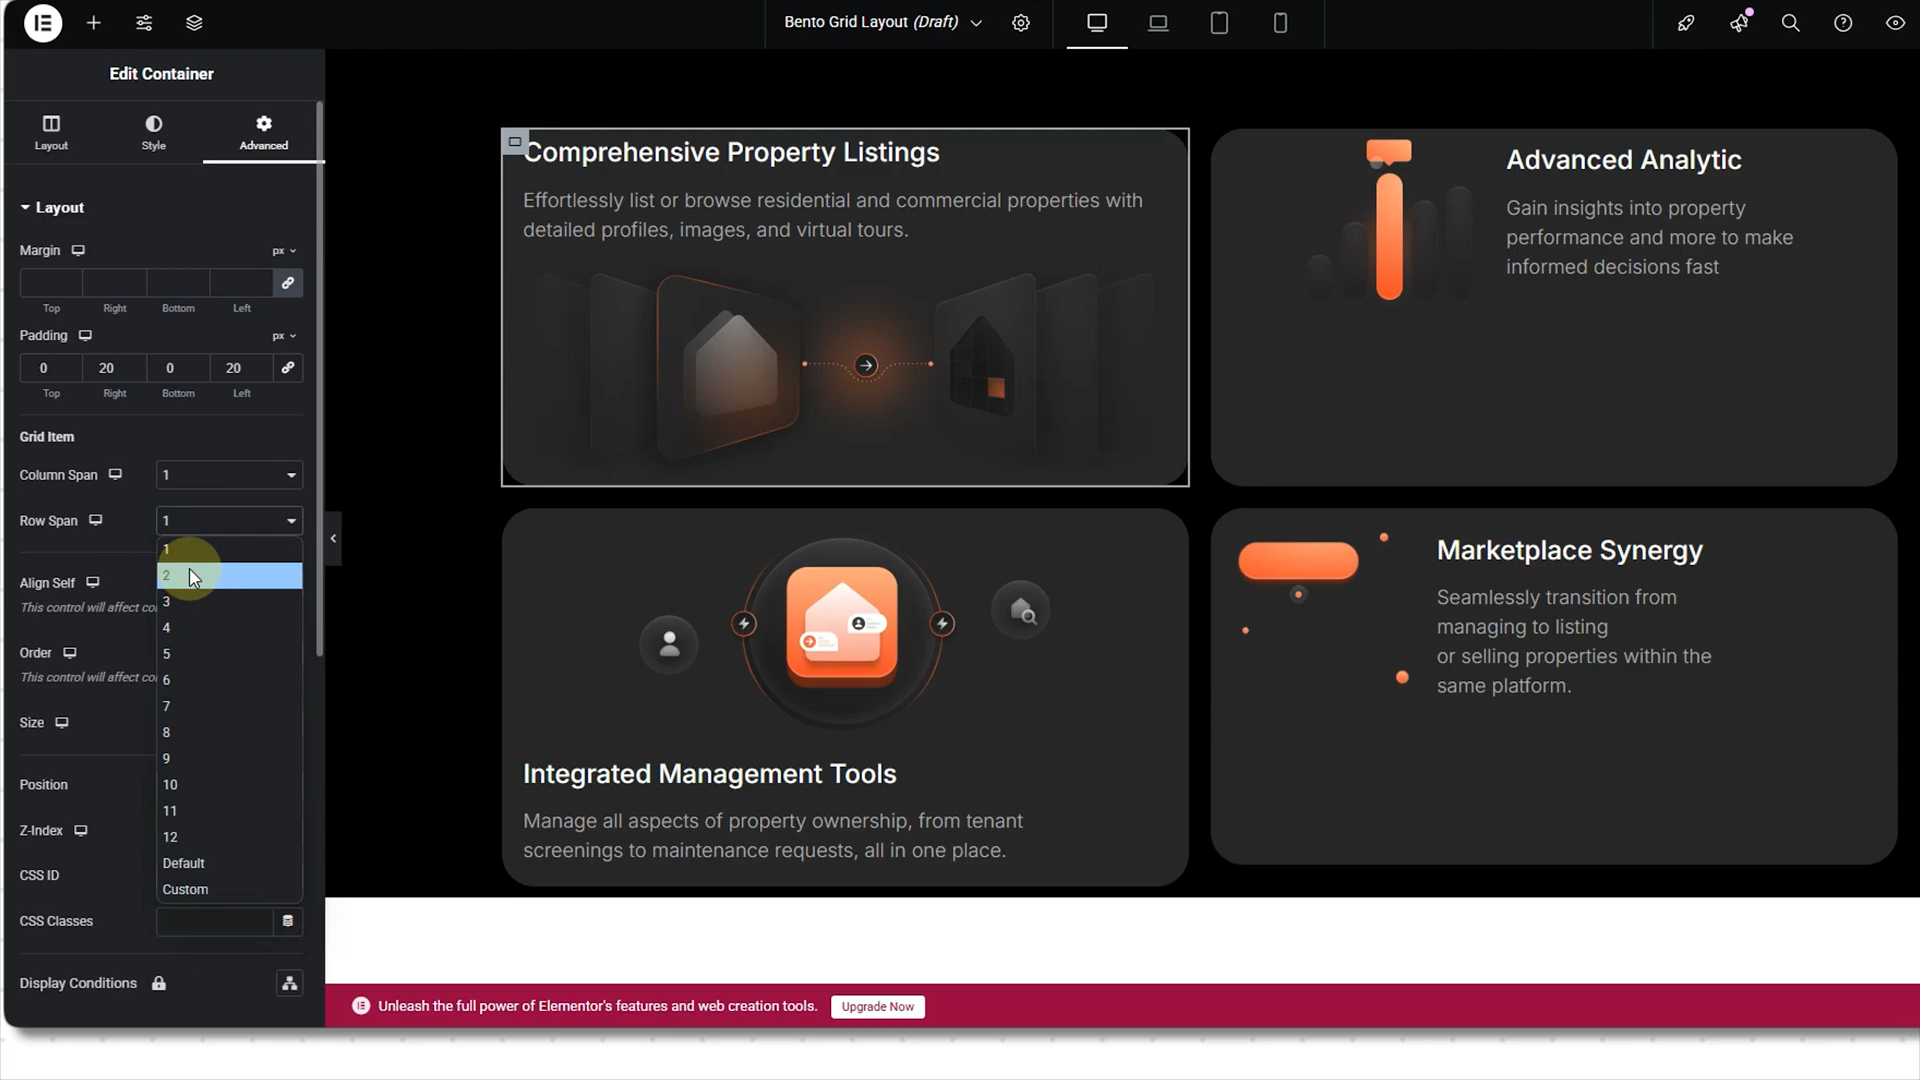 Bento Grid Layout (Draft)
Edit Container
Layout
Style
Advanced
Layout
Margin
px
Top
Right
Bottom
Left
Padding
px
0
20
0
20
Top
Right
Bottom
Left
Grid Item
Column Span
1
Row Span
1
1
2
3
4
5
6
7
8
9
10
11
12
Default
Custom
Align Self
This control will affect
Order
This control will affect
Size
Position
Z-Index
CSS ID
CSS Classes
Display Conditions
Comprehensive Property Listings
Effortlessly list or browse residential and commercial properties with
detailed profiles, images, and virtual tours.
Advanced Analytic
Gain insights into property
performance and more to make
informed decisions fast
Integrated Management Tools
Manage all aspects of property ownership, from tenant
screenings to maintenance requests, all in one place.
Marketplace Synergy
Seamlessly transition from
managing to listing
or selling properties within the
same platform.
Unleash the full power of Elementor's features and web creation tools.
Upgrade Now